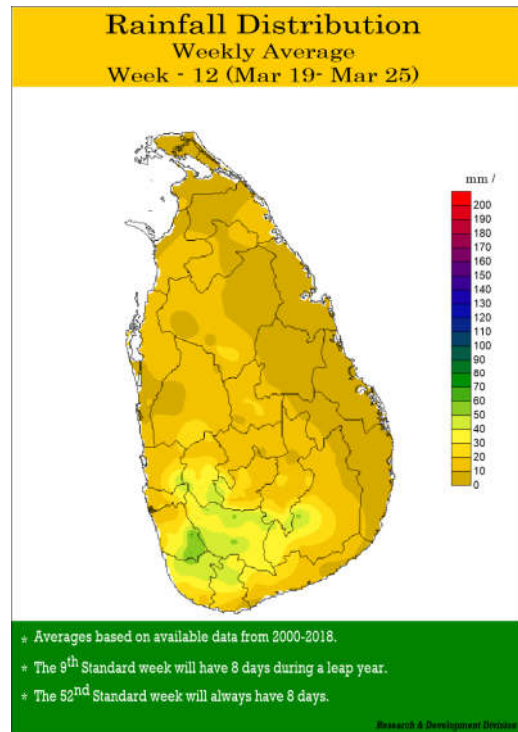 Rainfall Distribution
Weekly Average
Week - 12 (Mar 19- Mar 25)
mm /
200
190
180
170
160
150
140
130
120
110
100
90
80
70
60
50
40
30
20
10
0
* Averages based on available data from 2000-2018.
* The 9th Standard week will have 8 days during a leap year.
* The 52nd Standard week will always have 8 days.
Research & Development Division